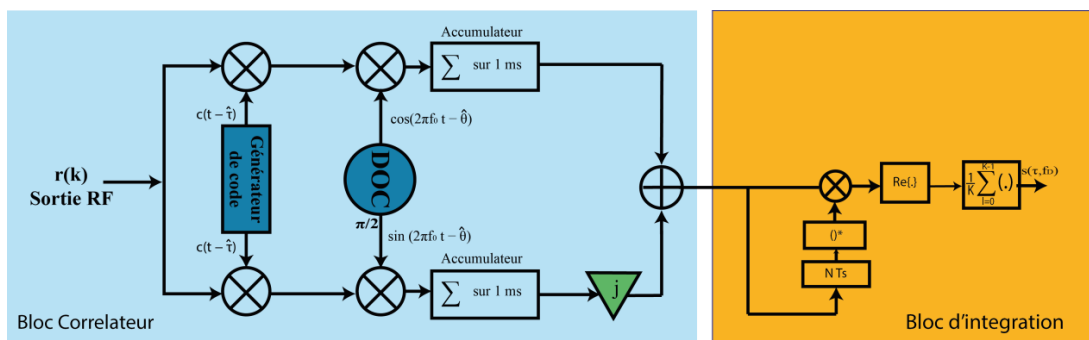 Accumulateur
∑ sur 1 ms
c(t – τ̂)
cos(2πf₀ t – θ̂)
Générateur
de code
DOC
r(k)
Sortie RF
π/2
c(t – τ̂)
sin (2πf₀ t – θ̂)
Accumulateur
∑ sur 1 ms
j
Bloc Correlateur
Re{.}
1/K ∑ K-1 l=0 (.)
s(τ,fD)
()*
N Ts
Bloc d'integration